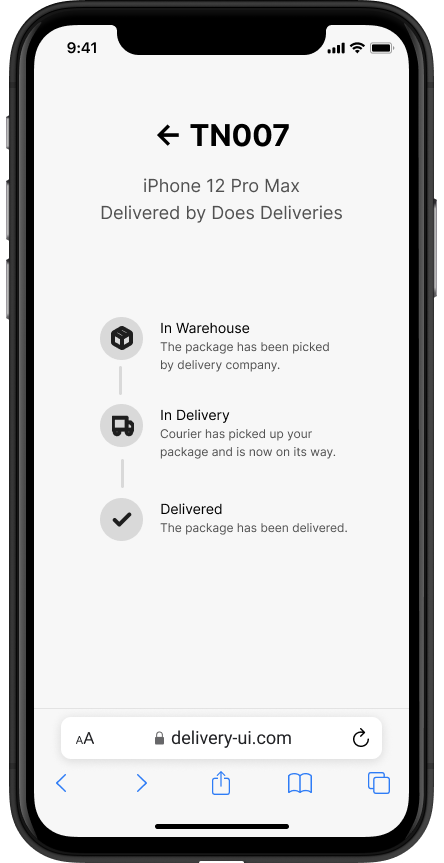 9:41
← TN007
iPhone 12 Pro Max
Delivered by Does Deliveries
In Warehouse
The package has been picked
by delivery company.
In Delivery
Courier has picked up your
package and is now on its way.
Delivered
The package has been delivered.
AA delivery-ui.com